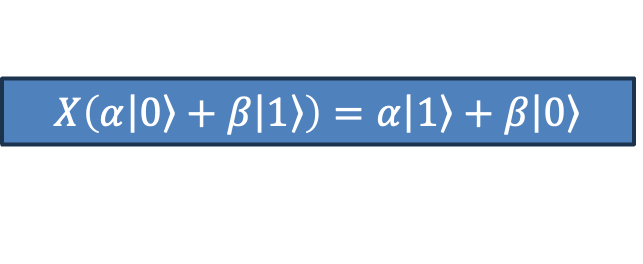 X(α|0⟩ + β|1⟩) = α|1⟩ + β|0⟩